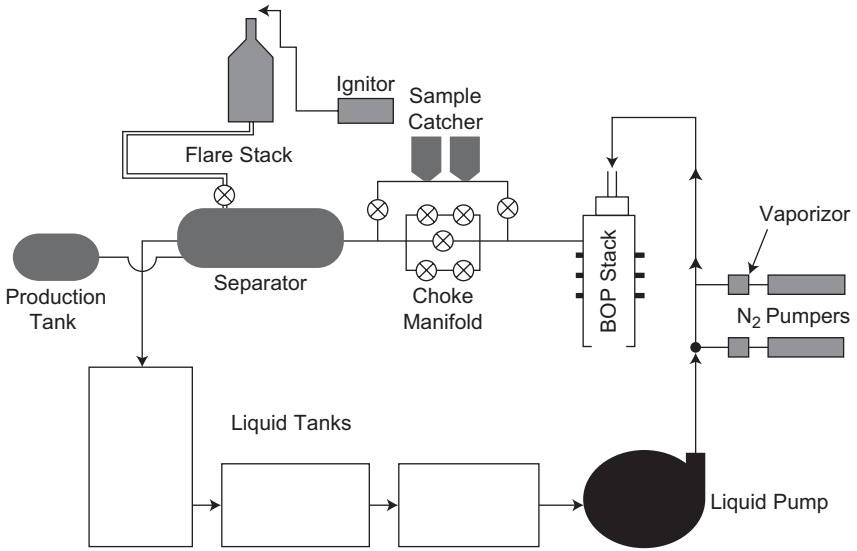 Ignitor
Sample
Catcher
Flare Stack
Vaporizor
Separator
Production
Tank
Choke
Manifold
BOP Stack
N₂ Pumpers
Liquid Tanks
Liquid Pump